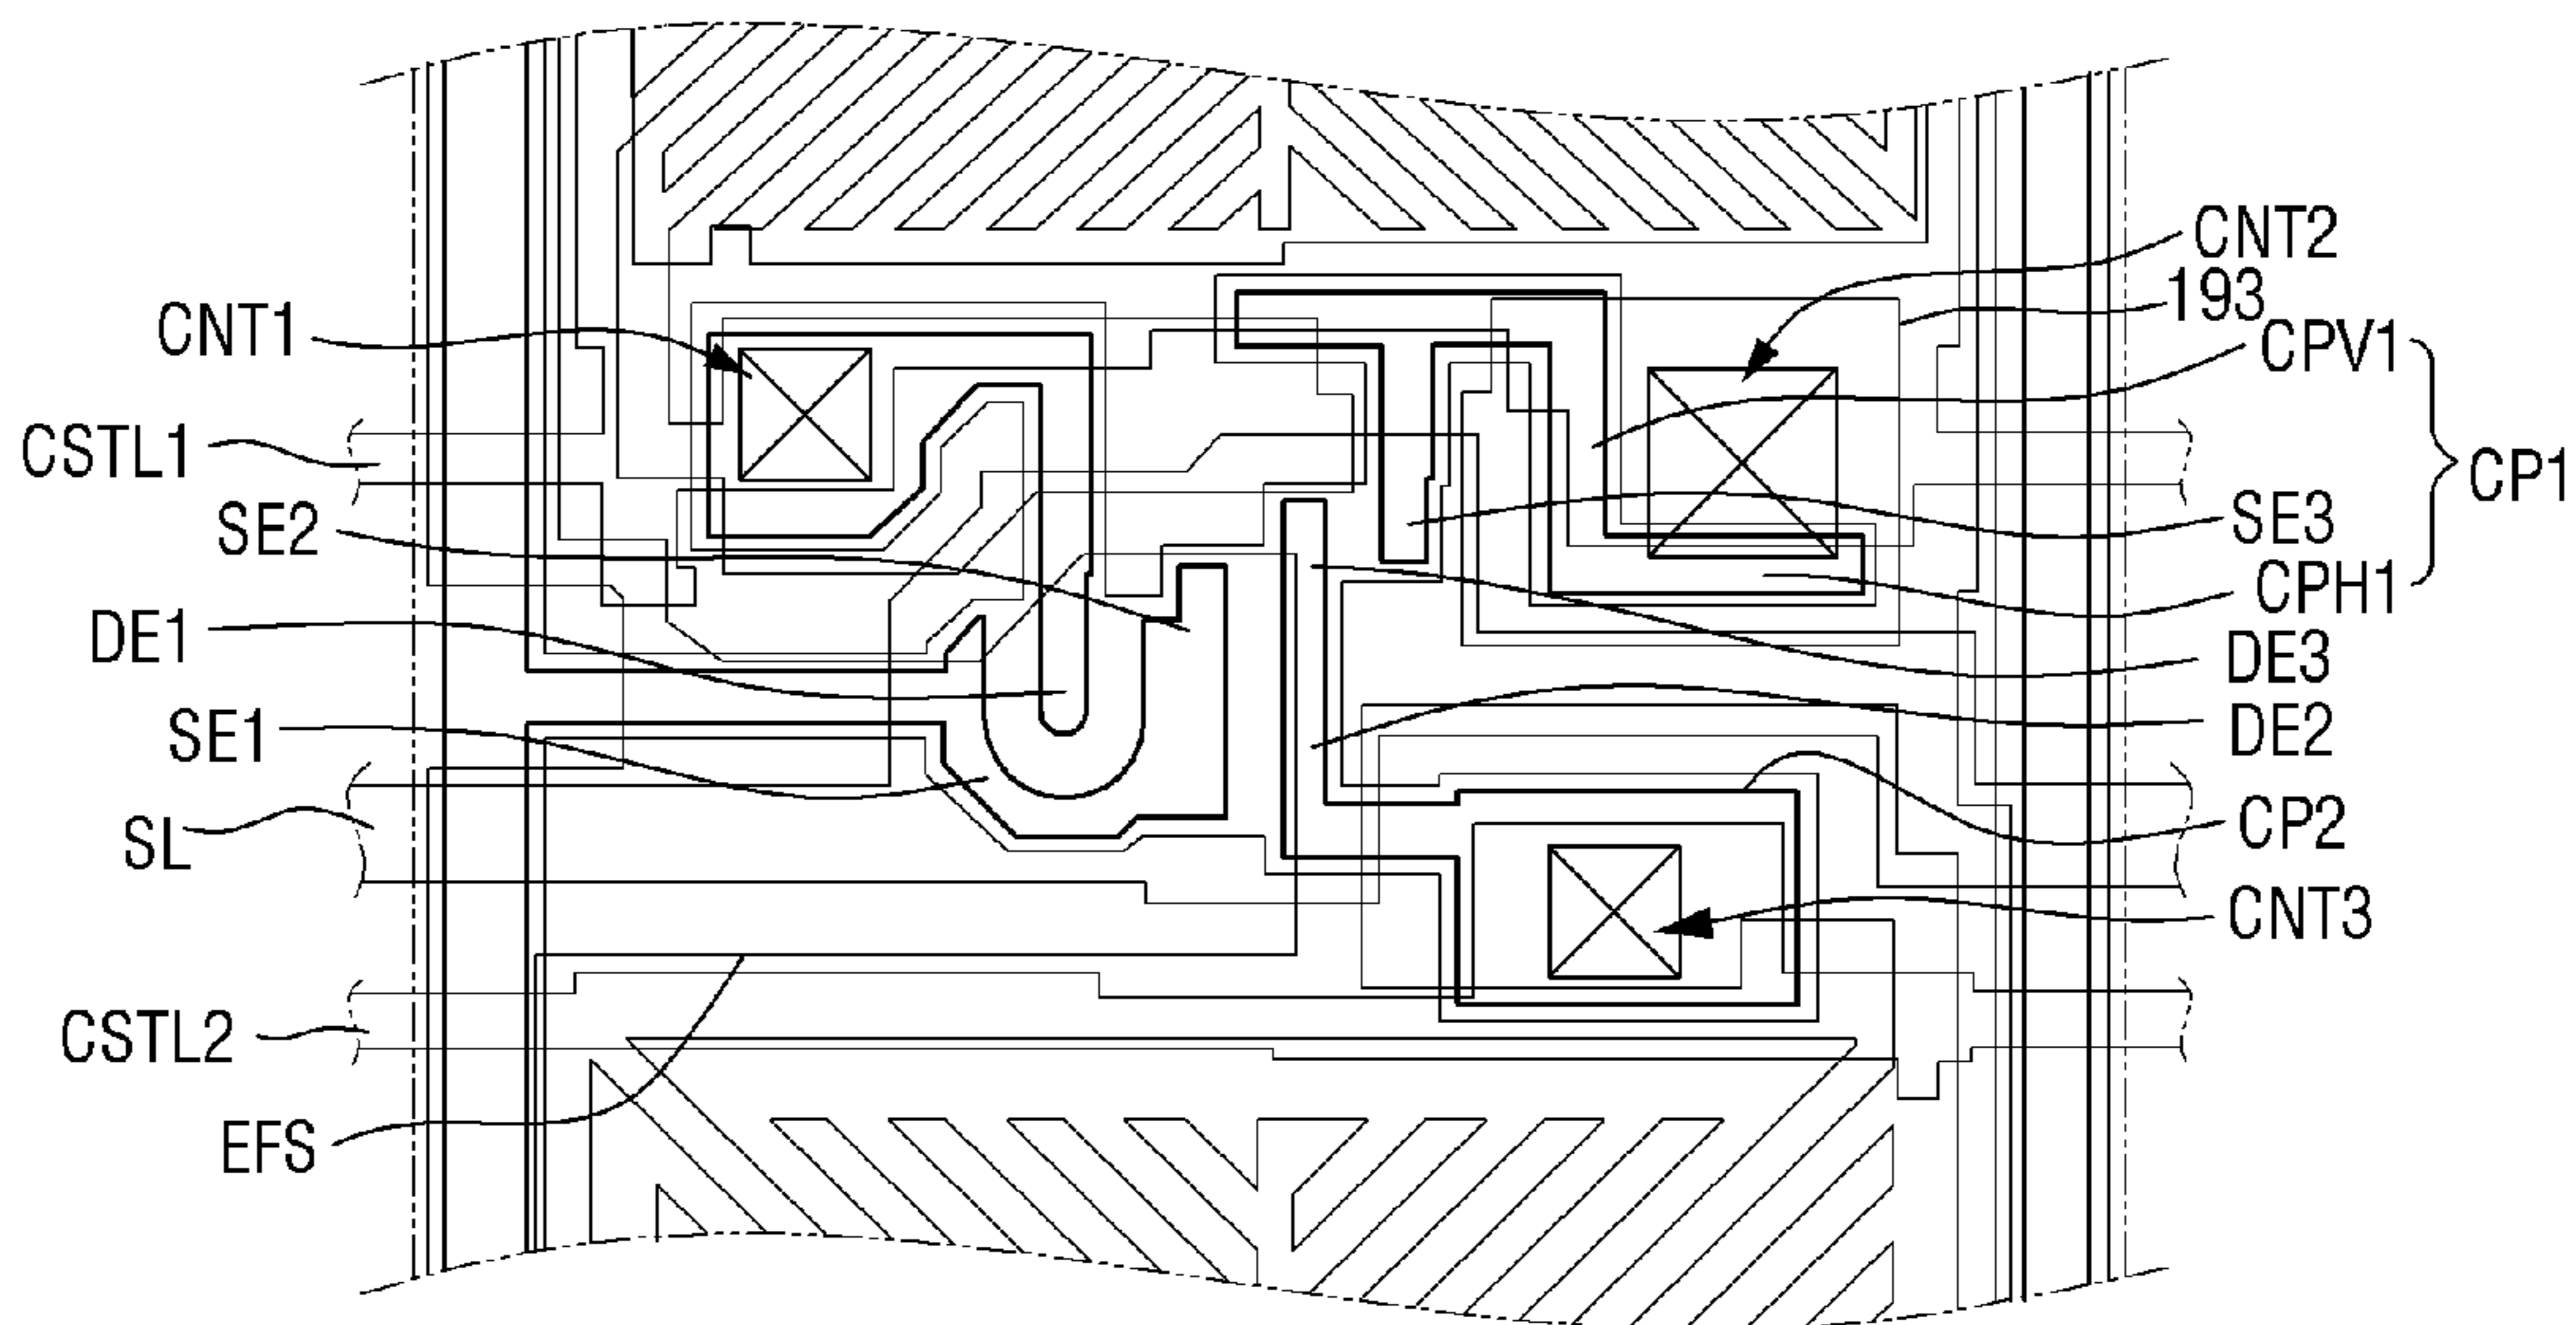 CNT1
CSTL1
SE2
DE1
SE1
SL
CSTL2
EFS
CNT2
193
CPV1
CP1
SE3
CPH1
DE3
DE2
CP2
CNT3